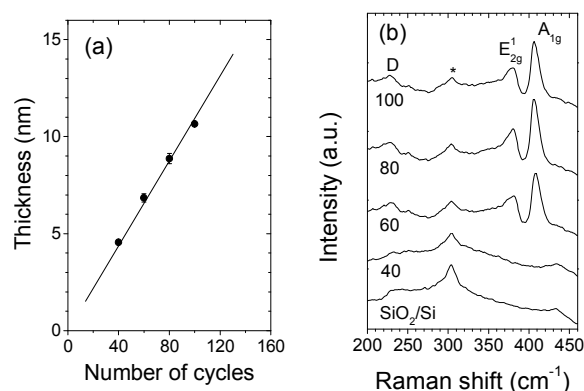 (a)
Thickness (nm)
15
10
5
0
0 40 80 120 160
Number of cycles
(b)
E¹₂g
A₁g
D
*
100
80
60
40
SiO₂/Si
Intensity (a.u.)
200 250 300 350 400 450
Raman shift (cm⁻¹)